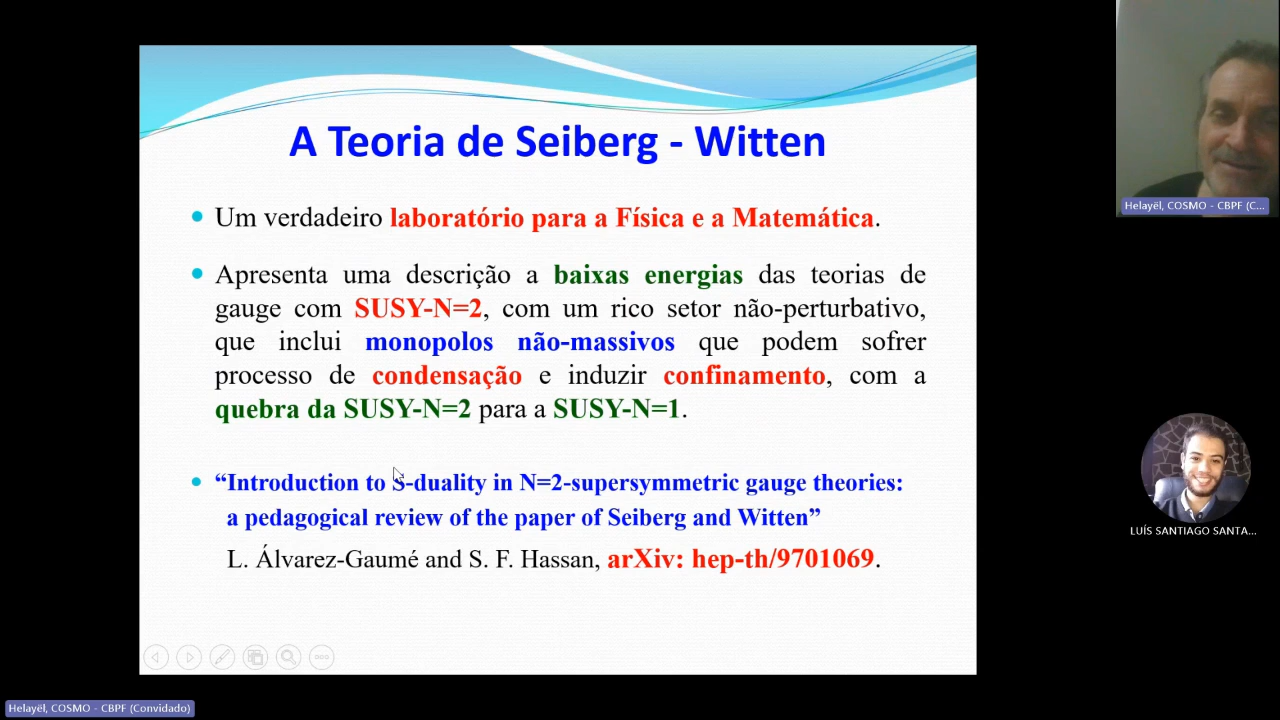 A Teoria de Seiberg - Witten
Um verdadeiro laboratório para a Física e a Matemática.
Apresenta uma descrição a baixas energias das teorias de
gauge com SUSY-N=2, com um rico setor não-perturbativo,
que inclui monopolos não-massivos que podem sofrer
processo de condensação e induzir confinamento, com a
quebra da SUSY-N=2 para a SUSY-N=1.
“Introduction to S-duality in N=2-supersymmetric gauge theories:
a pedagogical review of the paper of Seiberg and Witten”
L. Álvarez-Gaumé and S. F. Hassan, arXiv: hep-th/9701069.
Helayël, COSMO - CBPF (C...
LUÍS SANTIAGO SANTA...
Helayël, COSMO - CBPF (Convidado)